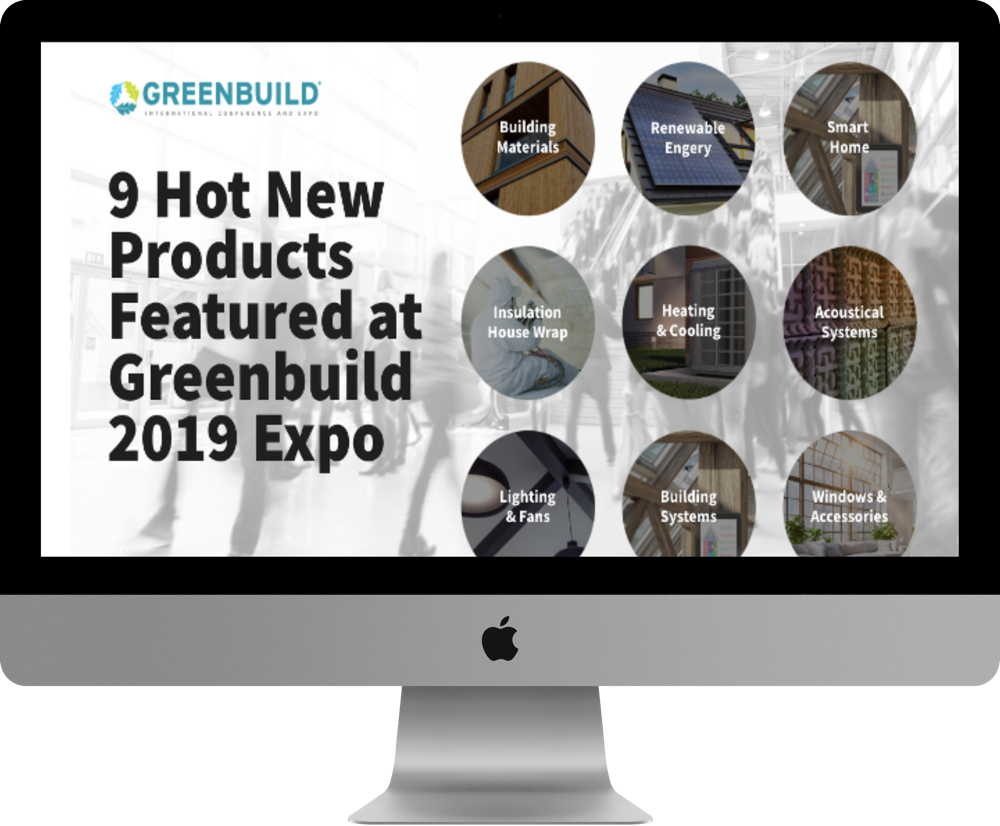 GREENBUILD
INTERNATIONAL CONFERENCE AND EXPO
9 Hot New
Products
Featured at
Greenbuild
2019 Expo
Building
Materials
Renewable
Engery
Smart
Home
Insulation
House Wrap
Heating
& Cooling
Acoustical
Systems
Lighting
& Fans
Building
Systems
Windows &
Accessories